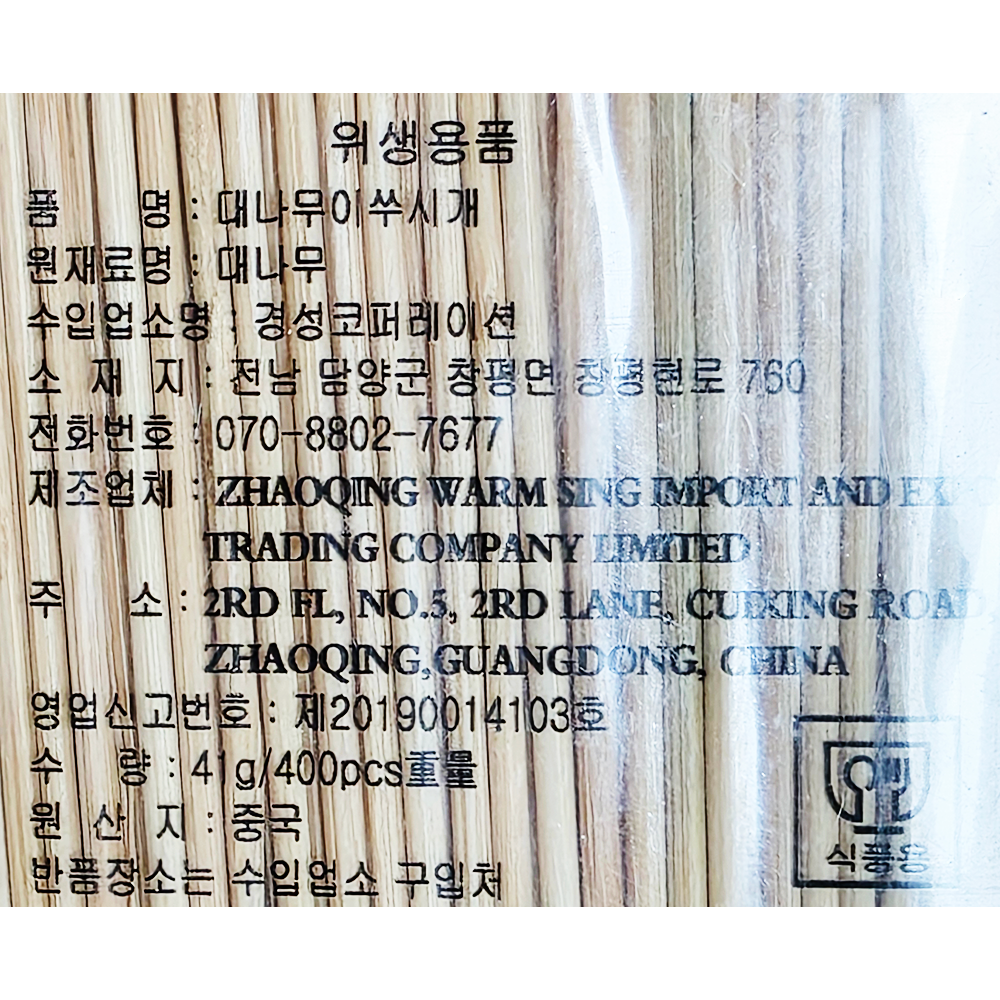 위생용품
품 명 : 대나무이쑤시개
원재료명 : 대나무
수입업소명 : 경성코퍼레이션
소 재 지 : 전남 담양군 창평면 창평현로 760
전화번호 : 070-8802-7677
제조업체 : ZHAOQING WARM SING IMPORT AND EX
TRADING COMPANY LIMITED
주 소 : 2RD FL, NO.5, 2RD LANE, CUIXING ROAD
ZHAOQING,GUANGDONG, CHINA
영업신고번호 : 제20190014103호
수 량 : 41g/400pcs重量
원 산 지 : 중국
반품장소는 수입업소 구입처
식품용